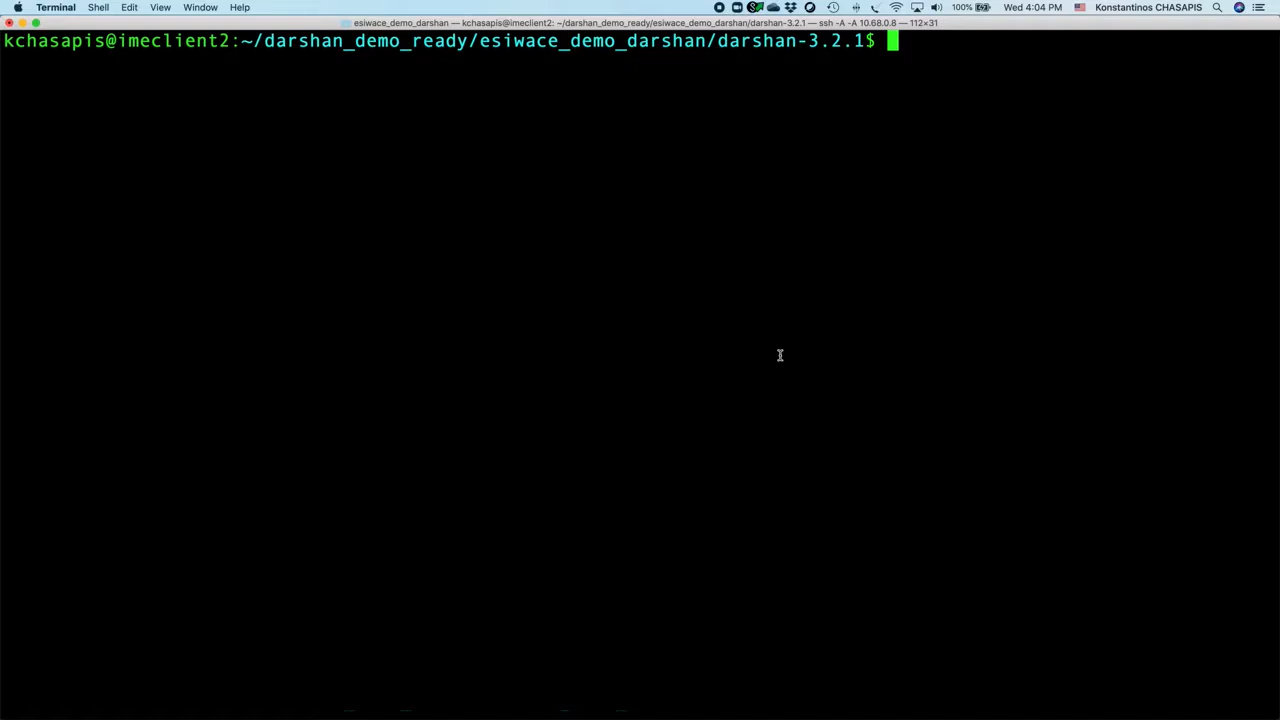 Terminal Shell Edit View Window Help 100% Wed 4:04 PM Konstantinos CHASAPIS
esiwace_demo_darshan — kchasapis@imeclient2: ~/darshan_demo_ready/esiwace_demo_darshan/darshan-3.2.1 — ssh -A -A 10.68.0.8 — 112×31
kchasapis@imeclient2:~/darshan_demo_ready/esiwace_demo_darshan/darshan-3.2.1$